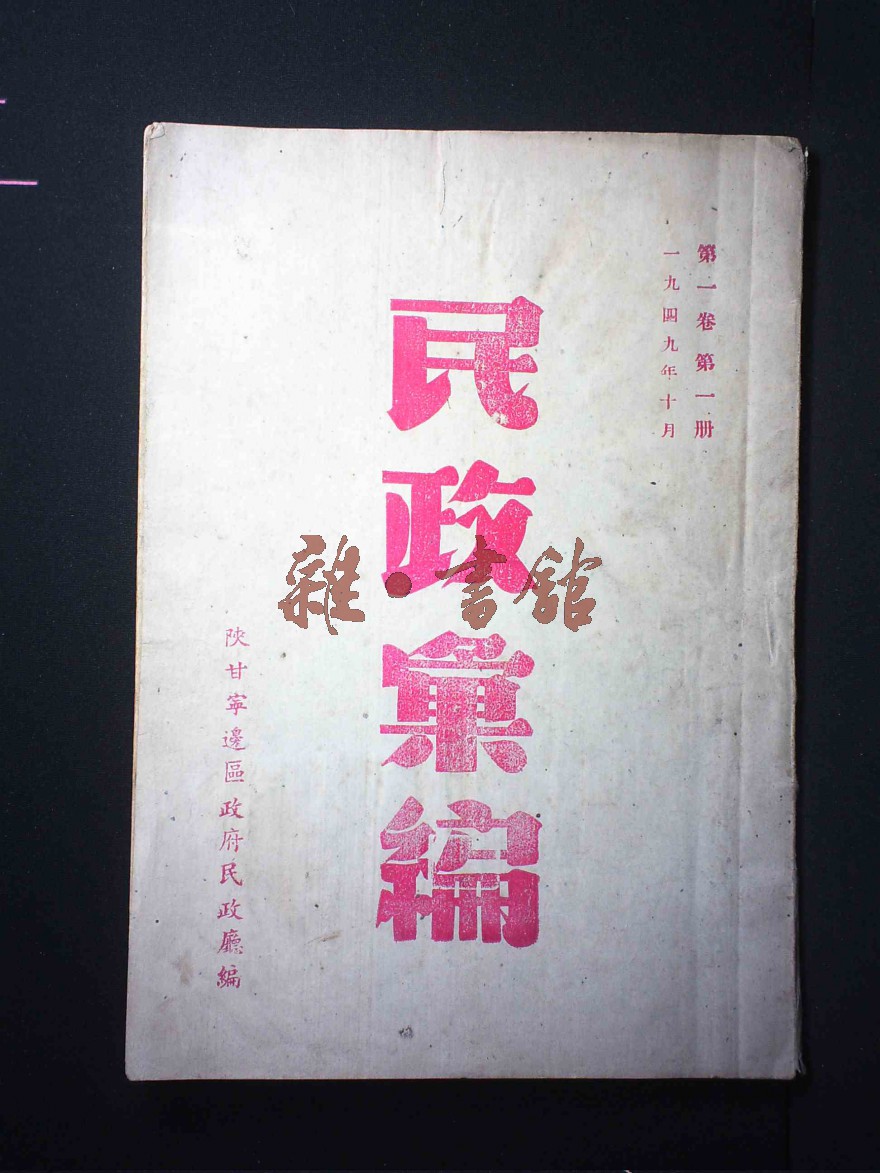 第一卷第一册
一九四九年十月
民政彙編
陝甘寧邊區政府民政廳編
雜·書館